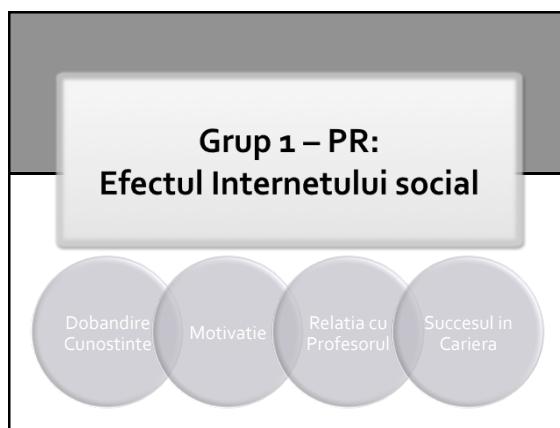 Grup 1 – PR:
Efectul Internetului social
Dobandire
Cunostinte
Motivatie
Relatia cu
Profesorul
Succesul in
Cariera